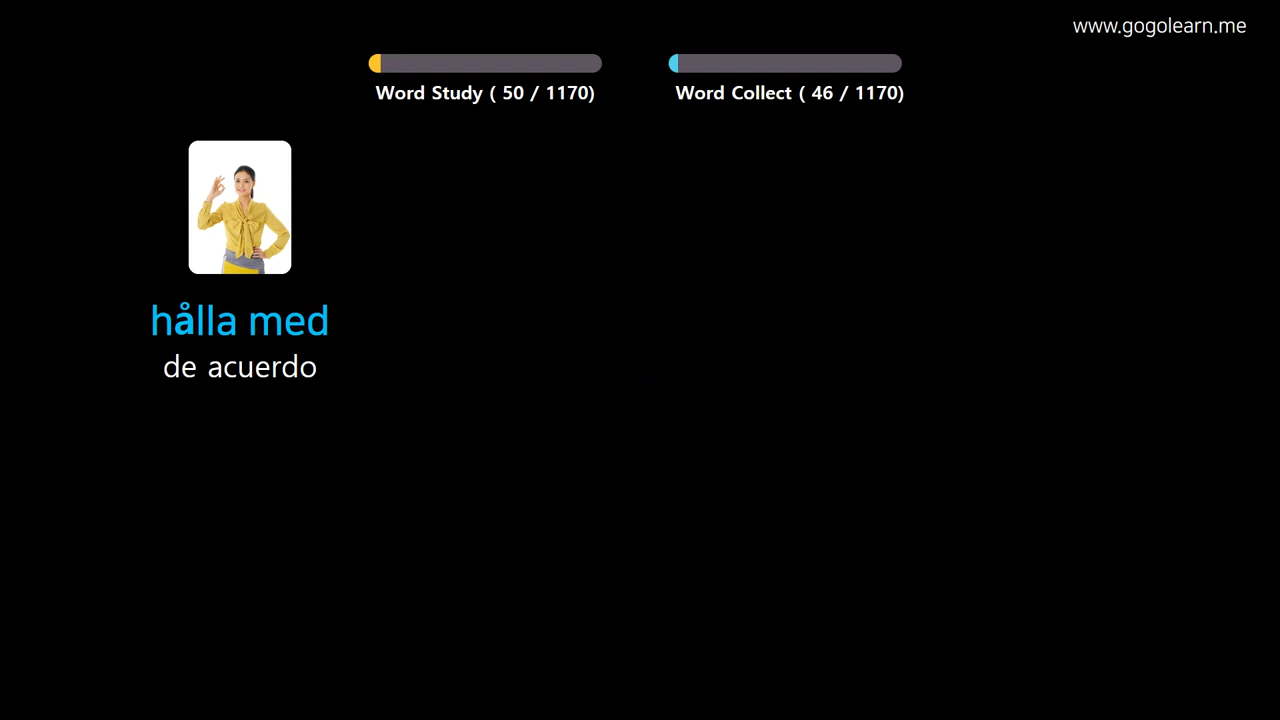 www.gogolearn.me
Word Study ( 50 / 1170)
Word Collect ( 46 / 1170)
hålla med
de acuerdo